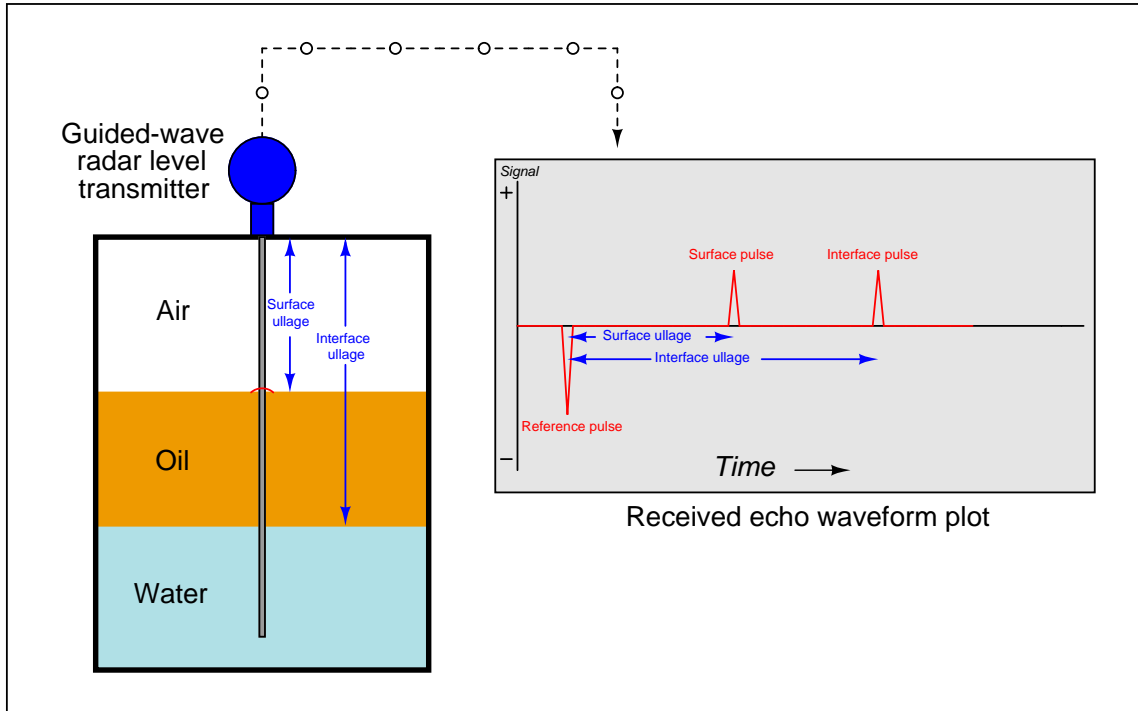 Guided-wave
radar level
transmitter
Air
Surface
ullage
Interface
ullage
Oil
Water
Signal
+
Surface pulse
Interface pulse
Surface ullage
Interface ullage
Reference pulse
−
Time
Received echo waveform plot